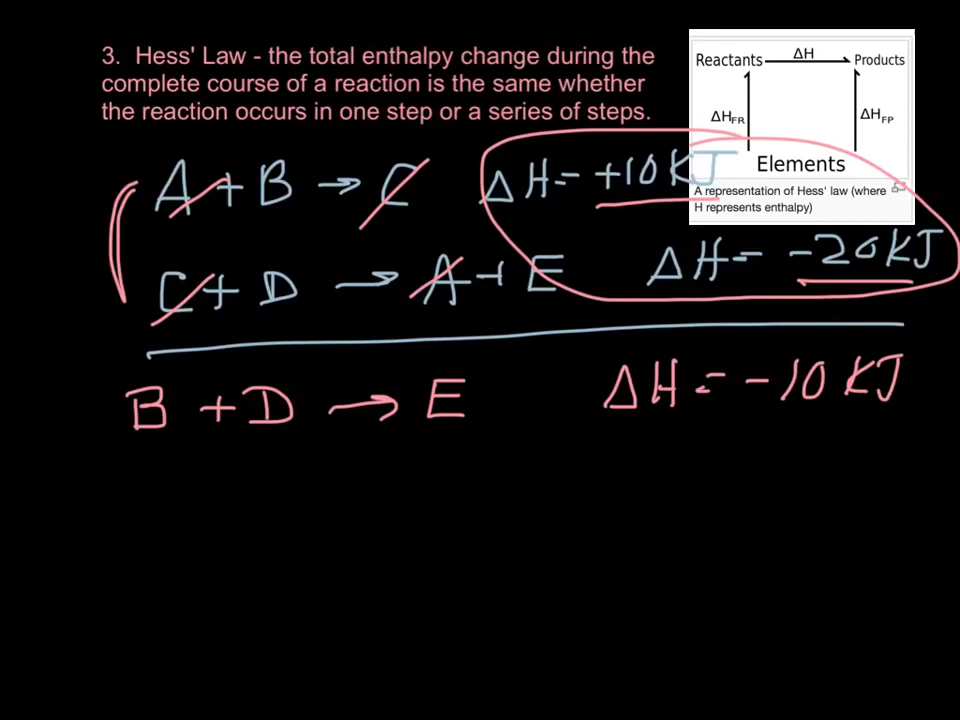 3. Hess' Law - the total enthalpy change during the
complete course of a reaction is the same whether
the reaction occurs in one step or a series of steps.
Reactants ΔH Products
ΔH_FR ΔH_FP
Elements
A representation of Hess' law (where
H represents enthalpy)
A + B → C ΔH = +10 KJ
C + D → A + E ΔH = -20 KJ
B + D → E ΔH = -10 KJ